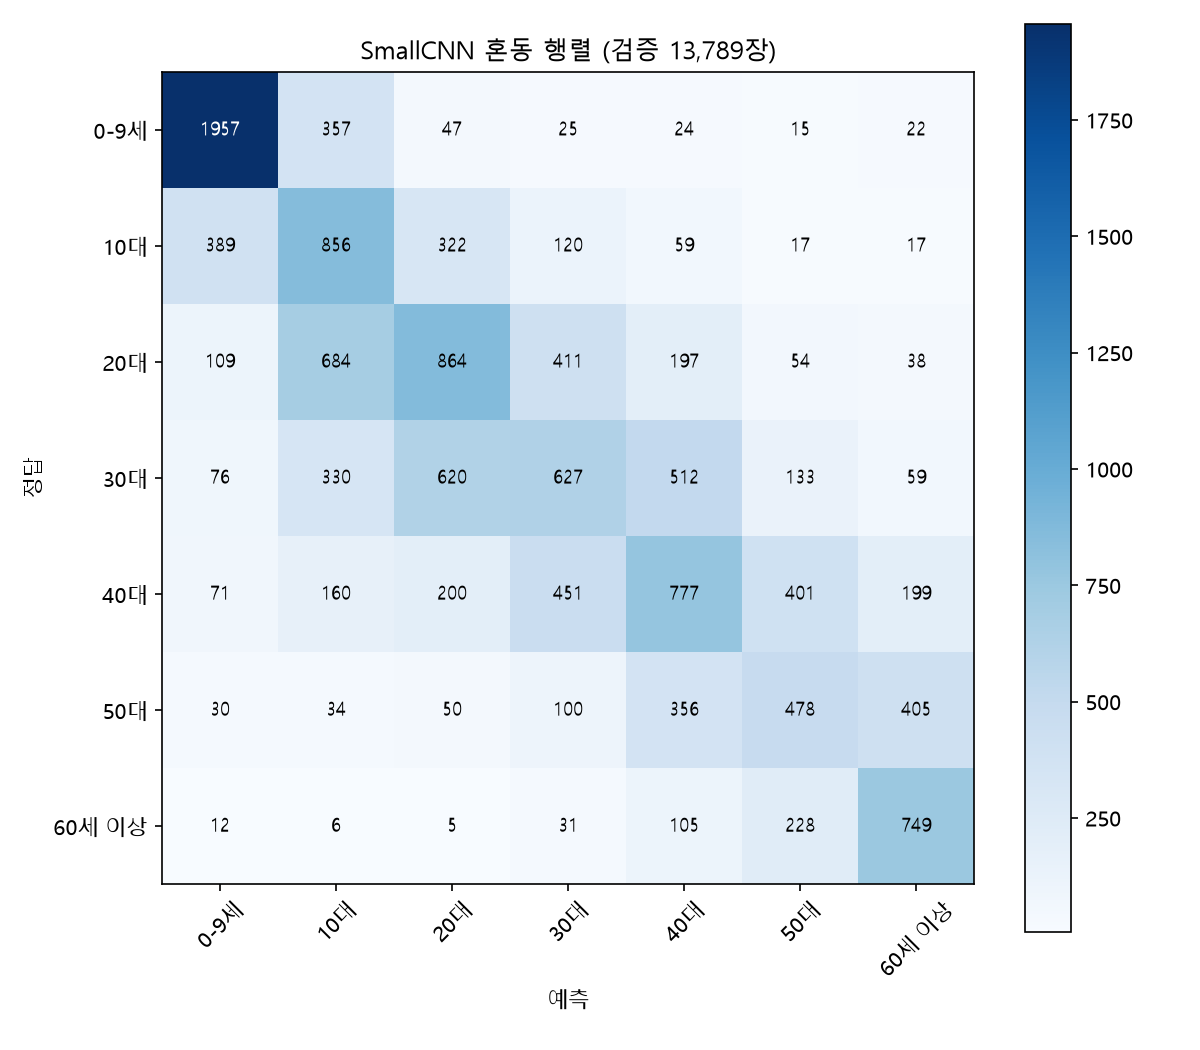 SmallCNN 혼동 행렬 (검증 13,789장)
0-9세 1957 357 47 25 24 15 22
10대 389 856 322 120 59 17 17
20대 109 684 864 411 197 54 38
30대 76 330 620 627 512 133 59
40대 71 160 200 451 777 401 199
50대 30 34 50 100 356 478 405
60세 이상 12 6 5 31 105 228 749
0-9세 10대 20대 30대 40대 50대 60세 이상
예측
정답
1750
1500
1250
1000
750
500
250